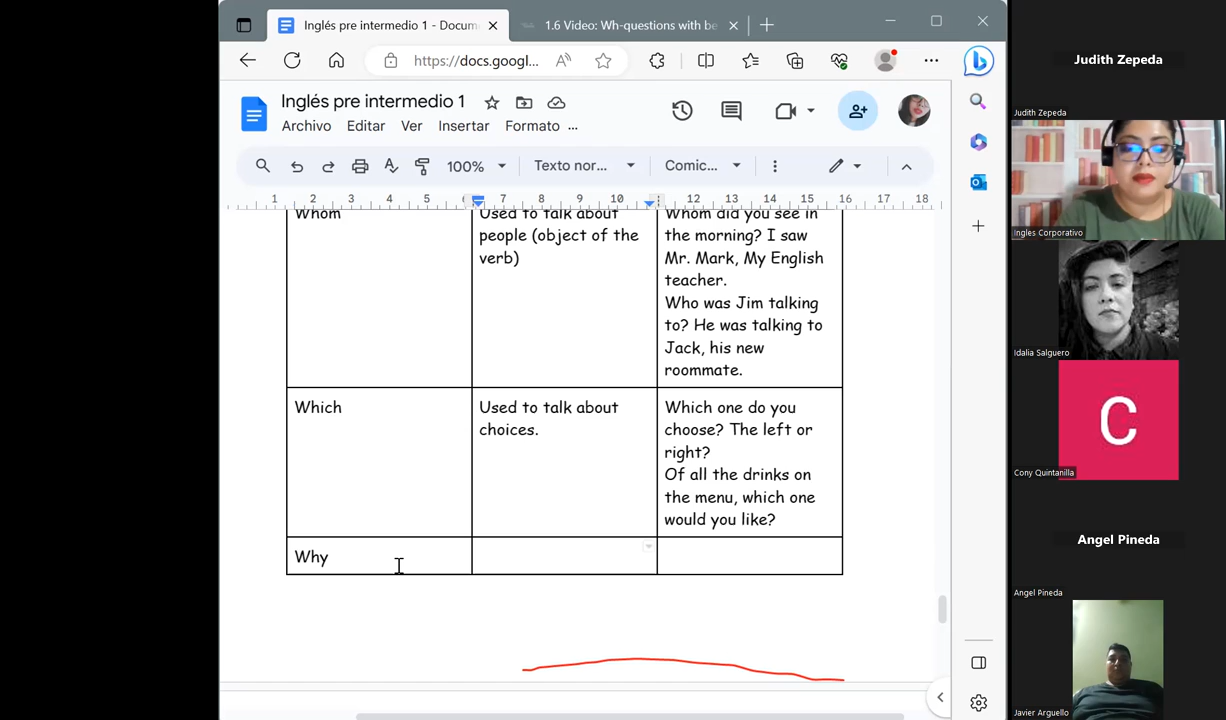 Inglés pre intermedio 1 - Docum
1.6 Video: Wh-questions with be
https://docs.googl...
Inglés pre intermedio 1
Archivo Editar Ver Insertar Formato ...
100% Texto nor... Comic...
1 2 3 4 5 6 7 8 9 10 12 13 14 15 16 17 18
Whom
Used to talk about
people (object of the
verb)
Whom did you see in
the morning? I saw
Mr. Mark, My English
teacher.
Who was Jim talking
to? He was talking to
Jack, his new
roommate.
Which
Used to talk about
choices.
Which one do you
choose? The left or
right?
Of all the drinks on
the menu, which one
would you like?
Why
Judith Zepeda
Judith Zepeda
Ingles Corporativo
Idalia Salguero
C
Cony Quintanilla
Angel Pineda
Angel Pineda
Javier Arguello